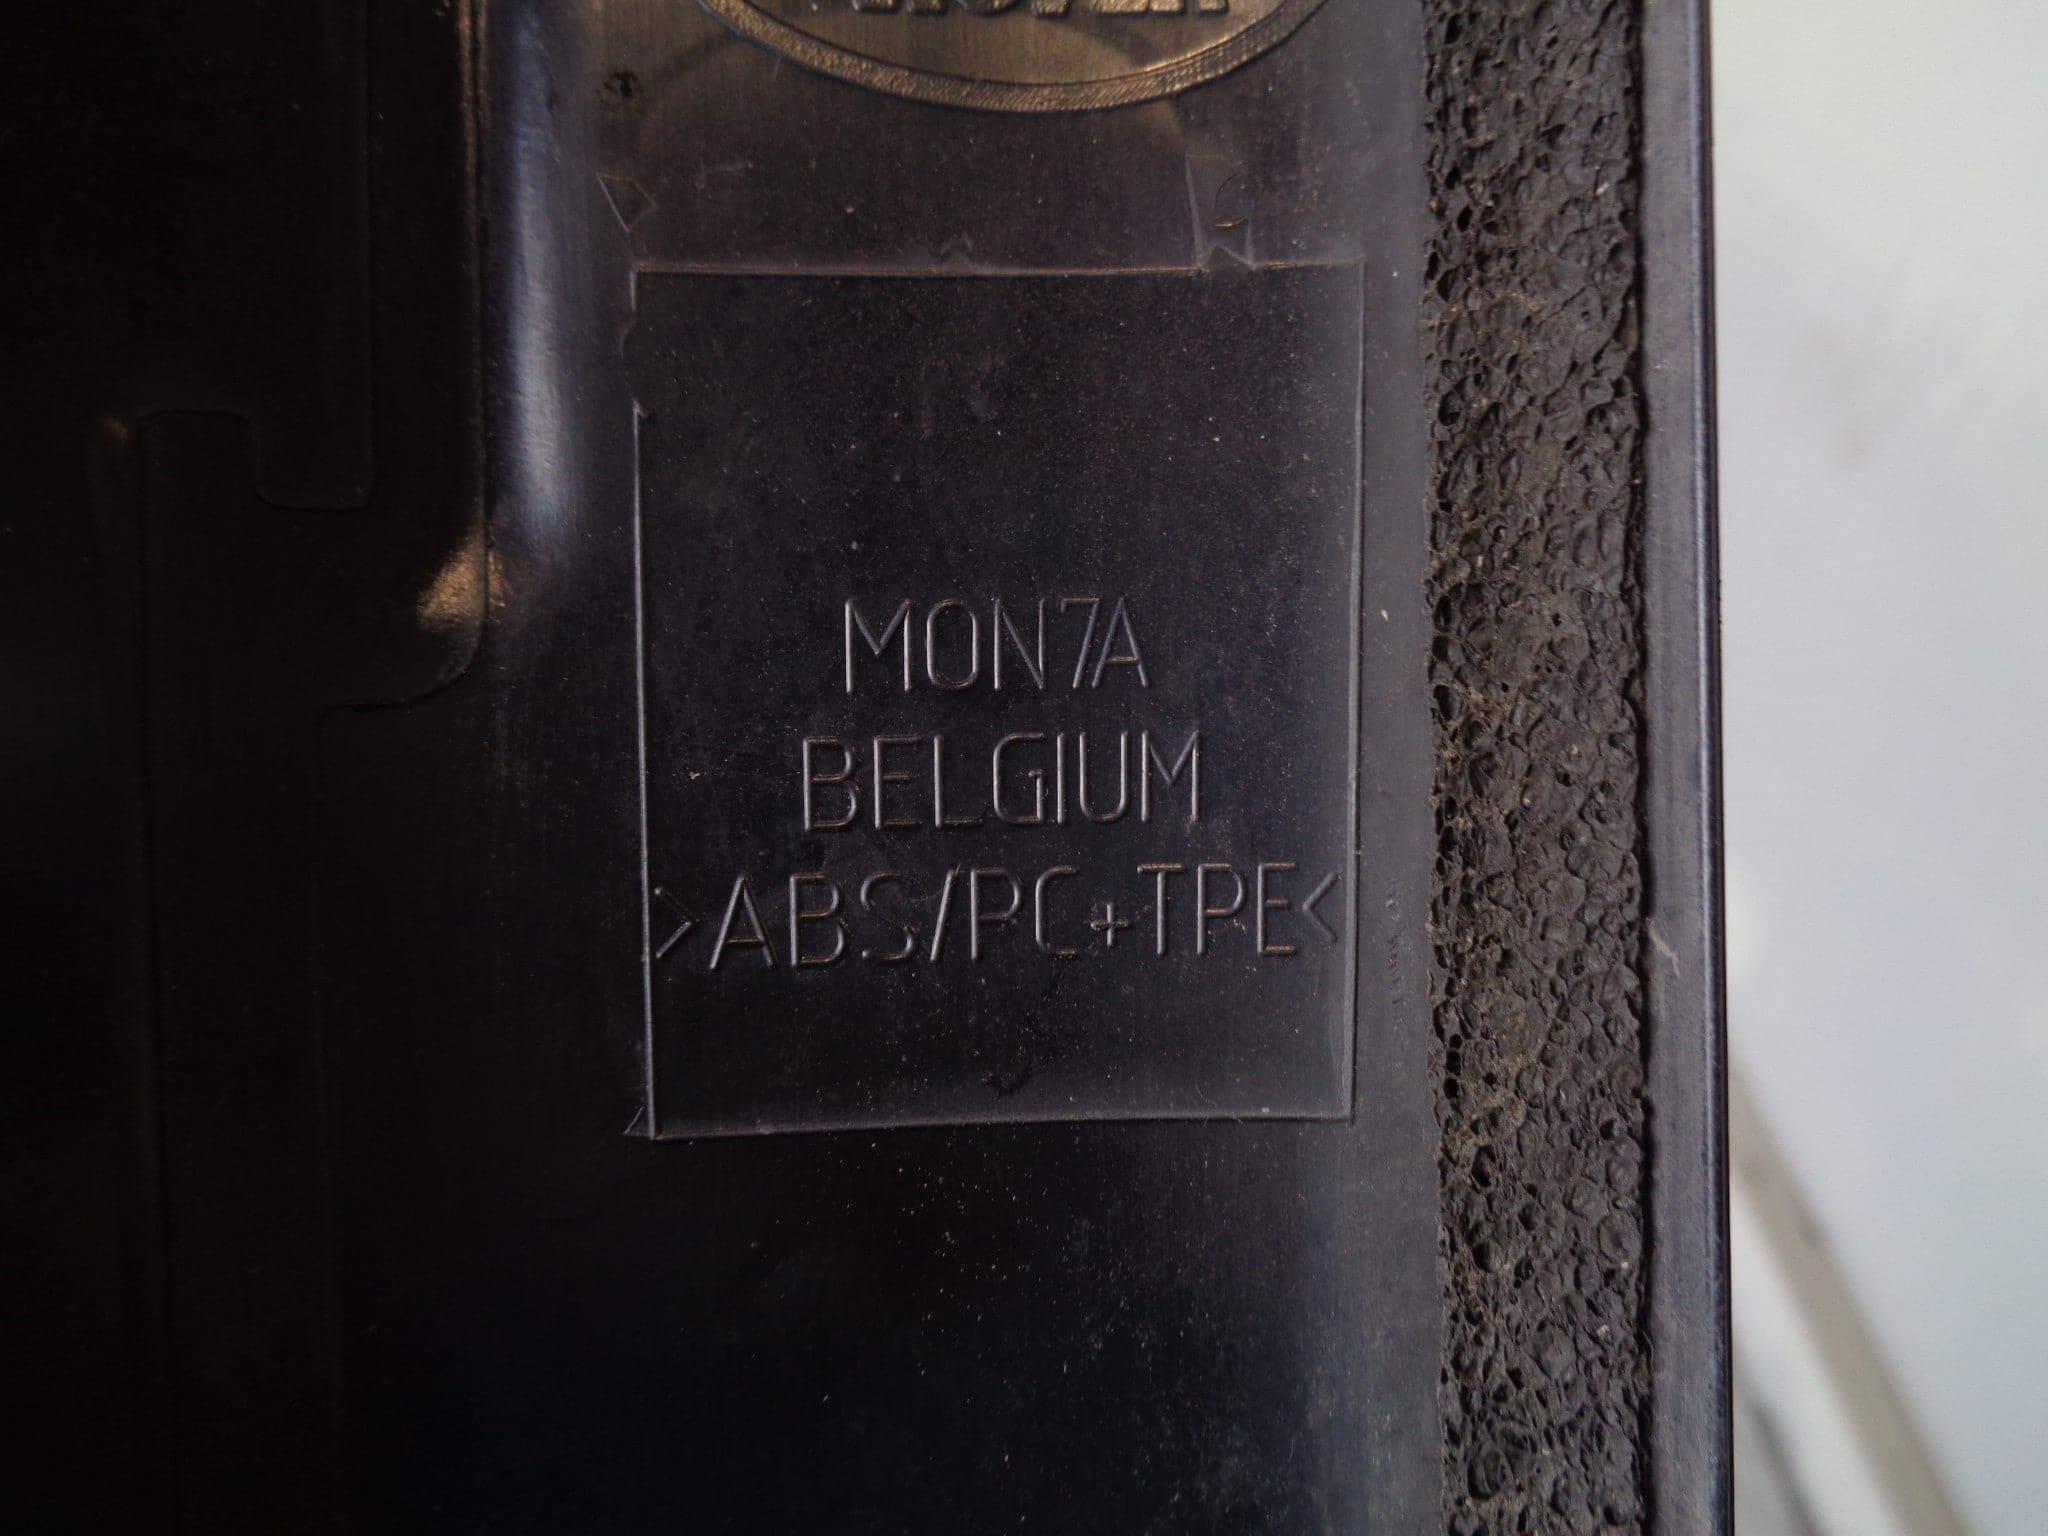 MON7A
BELGIUM
>ABS/PC+TPE<